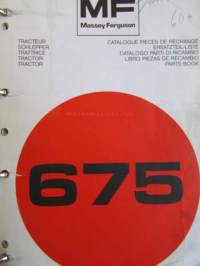 MF
Massey Ferguson
TRACTEUR
SCHLEPPER
TRATTRICE
TRACTOR
TRACTOR
CATALOGUE PIECES DE RECHANGE
ERSATZTEIL-LISTE
CATALOGO PARTI DI RICAMBIO
LIBRO PIEZAS DE RECAMBIO
PARTS BOOK
675